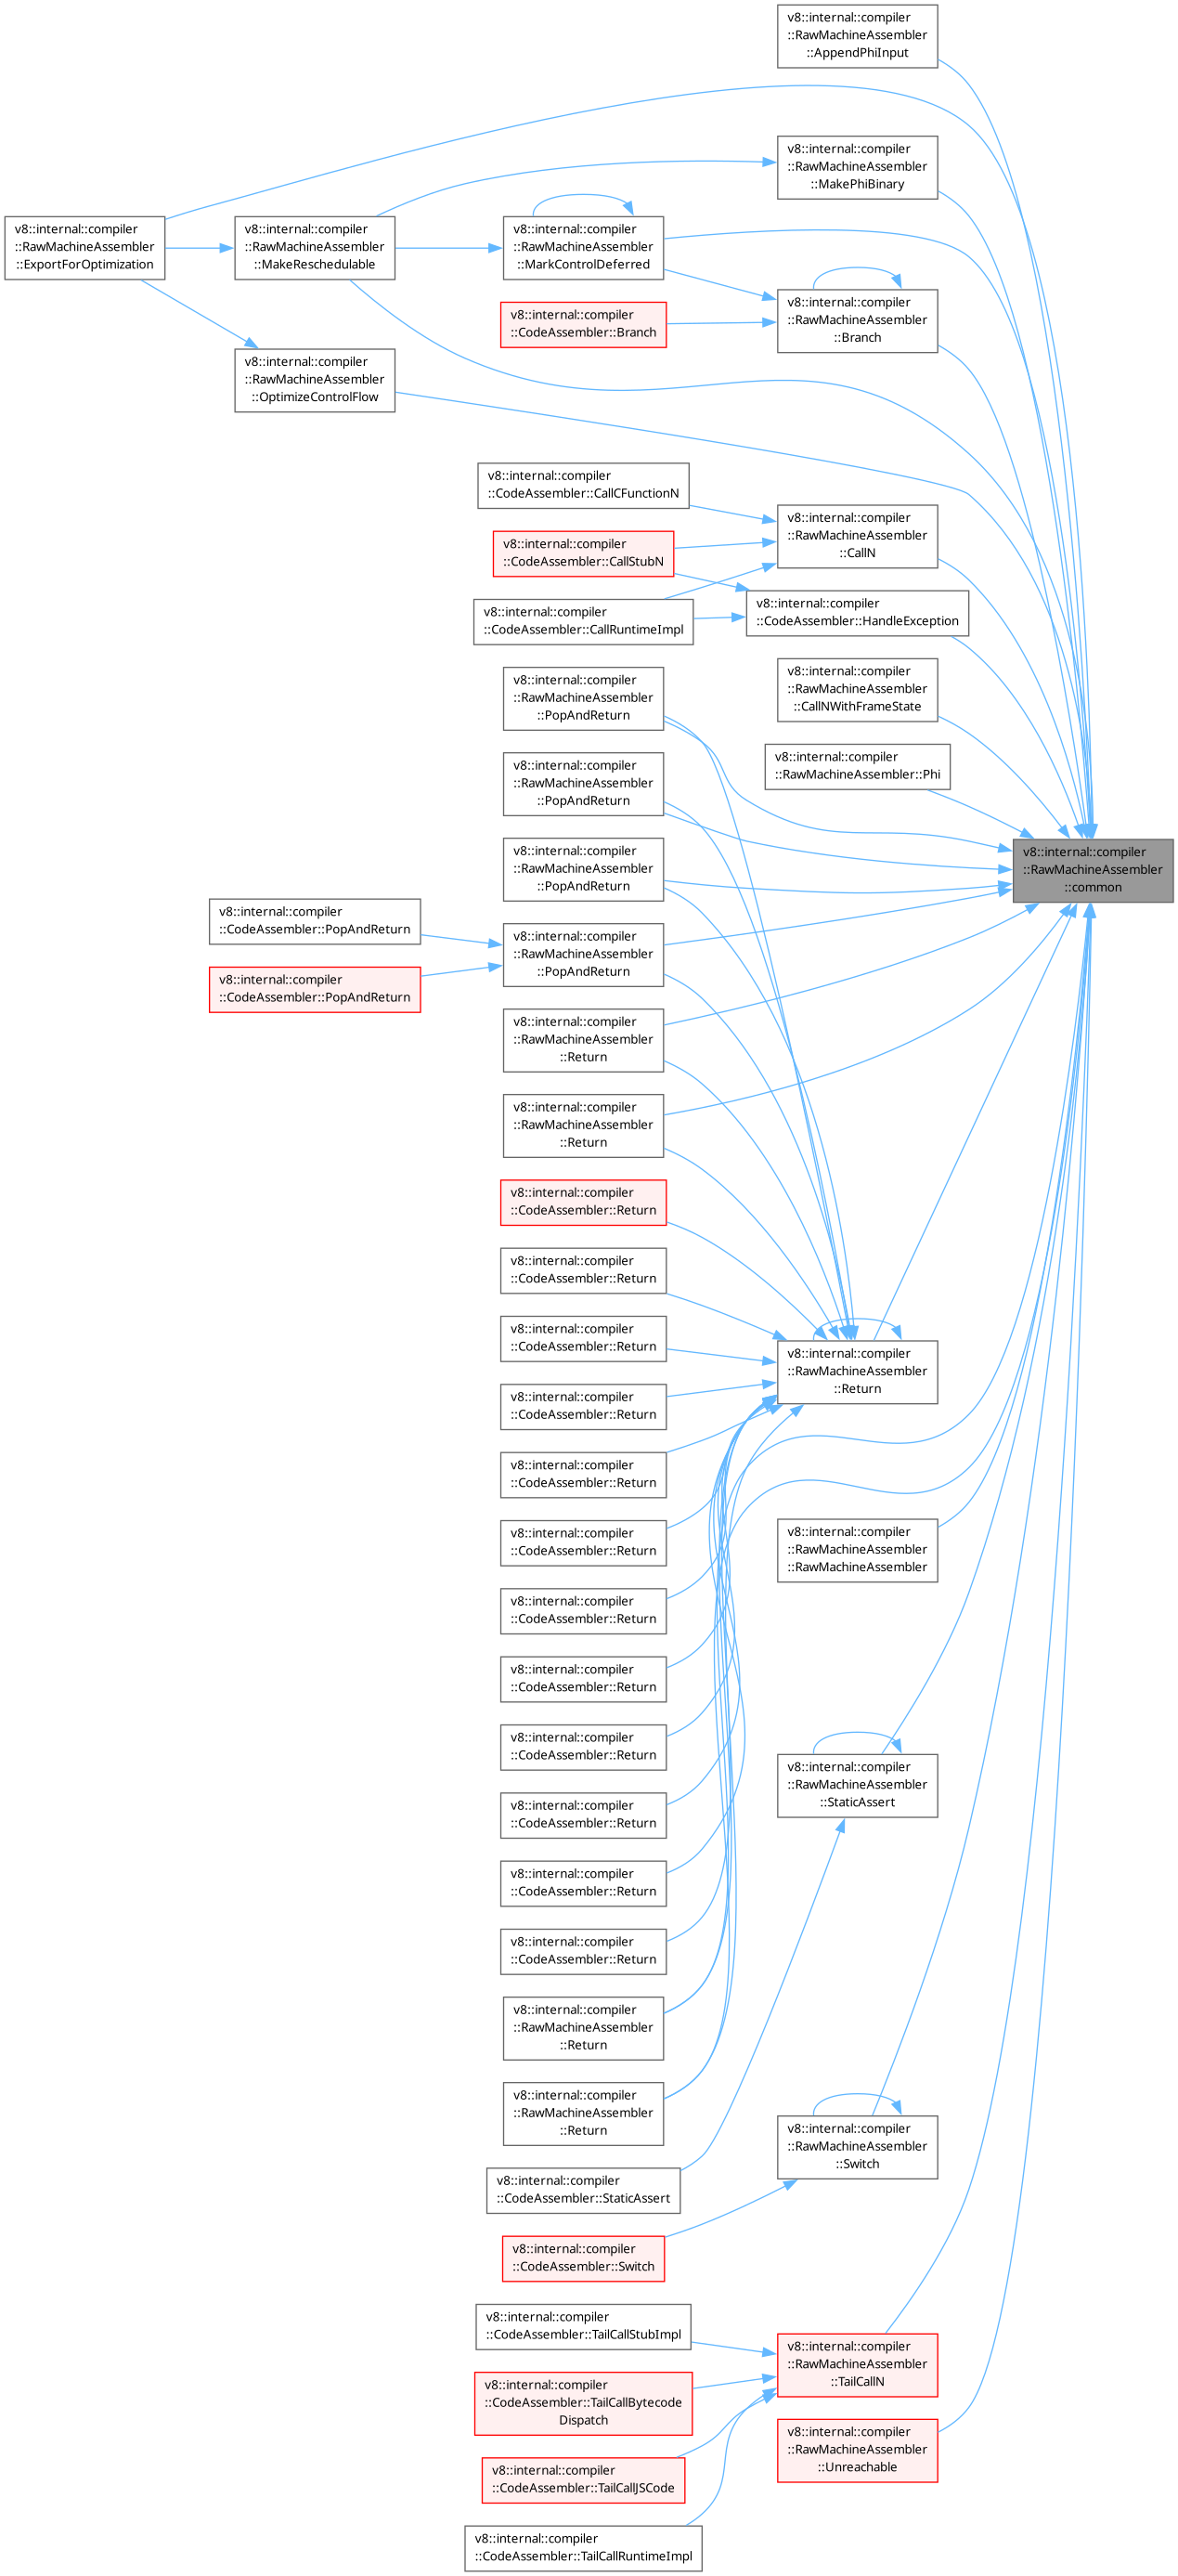 v8::internal::compiler
::RawMachineAssembler
::AppendPhiInput
v8::internal::compiler
::RawMachineAssembler
::MakePhiBinary
v8::internal::compiler
::RawMachineAssembler
::ExportForOptimization
v8::internal::compiler
::RawMachineAssembler
::MakeReschedulable
v8::internal::compiler
::RawMachineAssembler
::MarkControlDeferred
v8::internal::compiler
::RawMachineAssembler
::Branch
v8::internal::compiler
::CodeAssembler::Branch
v8::internal::compiler
::RawMachineAssembler
::OptimizeControlFlow
v8::internal::compiler
::CodeAssembler::CallCFunctionN
v8::internal::compiler
::RawMachineAssembler
::CallN
v8::internal::compiler
::CodeAssembler::CallStubN
v8::internal::compiler
::CodeAssembler::HandleException
v8::internal::compiler
::CodeAssembler::CallRuntimeImpl
v8::internal::compiler
::RawMachineAssembler
::CallNWithFrameState
v8::internal::compiler
::RawMachineAssembler
::PopAndReturn
v8::internal::compiler
::RawMachineAssembler::Phi
v8::internal::compiler
::RawMachineAssembler
::PopAndReturn
v8::internal::compiler
::RawMachineAssembler
::common
v8::internal::compiler
::RawMachineAssembler
::PopAndReturn
v8::internal::compiler
::CodeAssembler::PopAndReturn
v8::internal::compiler
::RawMachineAssembler
::PopAndReturn
v8::internal::compiler
::CodeAssembler::PopAndReturn
v8::internal::compiler
::RawMachineAssembler
::Return
v8::internal::compiler
::RawMachineAssembler
::Return
v8::internal::compiler
::CodeAssembler::Return
v8::internal::compiler
::CodeAssembler::Return
v8::internal::compiler
::CodeAssembler::Return
v8::internal::compiler
::RawMachineAssembler
::Return
v8::internal::compiler
::CodeAssembler::Return
v8::internal::compiler
::CodeAssembler::Return
v8::internal::compiler
::CodeAssembler::Return
v8::internal::compiler
::RawMachineAssembler
::RawMachineAssembler
v8::internal::compiler
::CodeAssembler::Return
v8::internal::compiler
::CodeAssembler::Return
v8::internal::compiler
::CodeAssembler::Return
v8::internal::compiler
::RawMachineAssembler
::StaticAssert
v8::internal::compiler
::CodeAssembler::Return
v8::internal::compiler
::CodeAssembler::Return
v8::internal::compiler
::CodeAssembler::Return
v8::internal::compiler
::RawMachineAssembler
::Return
v8::internal::compiler
::RawMachineAssembler
::Return
v8::internal::compiler
::RawMachineAssembler
::Switch
v8::internal::compiler
::CodeAssembler::StaticAssert
v8::internal::compiler
::CodeAssembler::Switch
v8::internal::compiler
::CodeAssembler::TailCallStubImpl
v8::internal::compiler
::RawMachineAssembler
::TailCallN
v8::internal::compiler
::CodeAssembler::TailCallBytecode
Dispatch
v8::internal::compiler
::RawMachineAssembler
::Unreachable
v8::internal::compiler
::CodeAssembler::TailCallJSCode
v8::internal::compiler
::CodeAssembler::TailCallRuntimeImpl